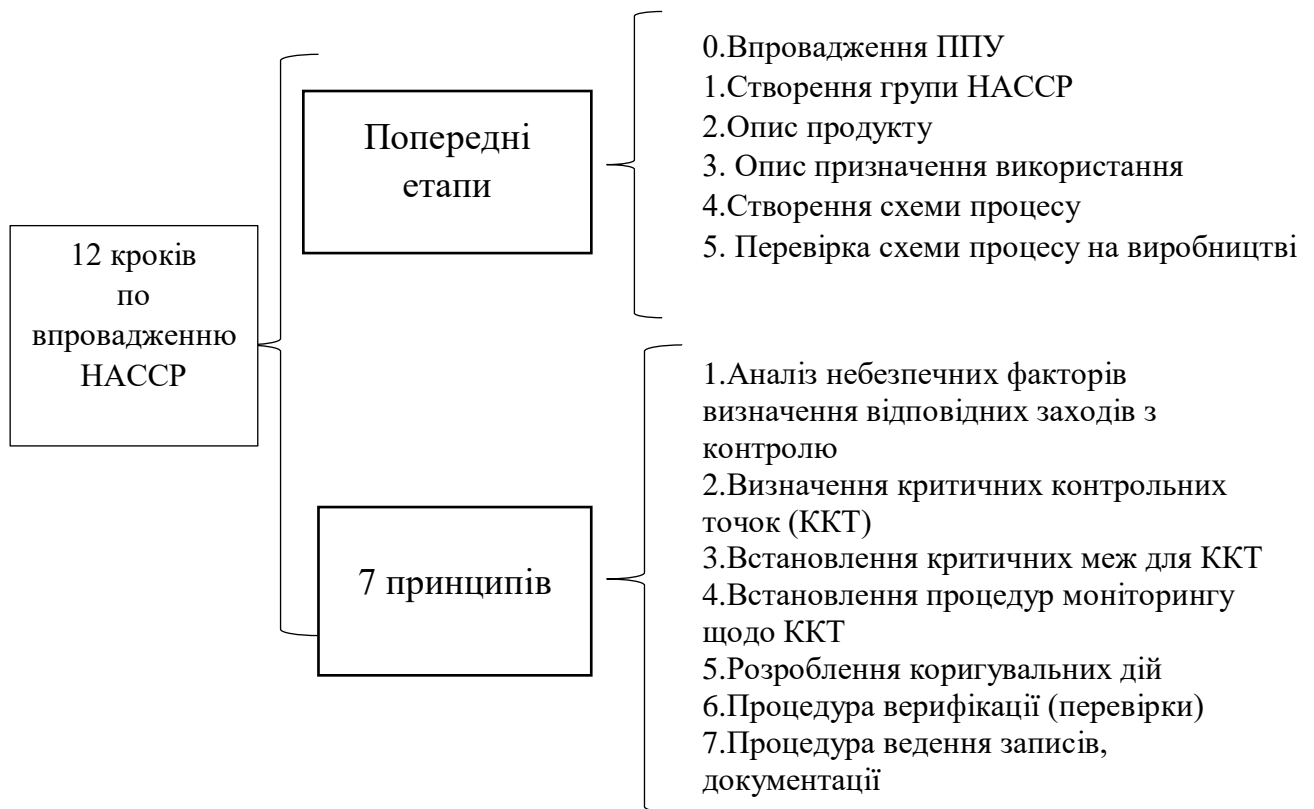 12 кроків
по
впровадженню
НАССР
Попередні
етапи
0.Впровадження ППУ
1.Створення групи НАССР
2.Опис продукту
3. Опис призначення використання
4.Створення схеми процесу
5. Перевірка схеми процесу на виробництві
7 принципів
1.Аналіз небезпечних факторів
визначення відповідних заходів з
контролю
2.Визначення критичних контрольних
точок (ККТ)
3.Встановлення критичних меж для ККТ
4.Встановлення процедур моніторингу
щодо ККТ
5.Розроблення коригувальних дій
6.Процедура верифікації (перевірки)
7.Процедура ведення записів,
документації